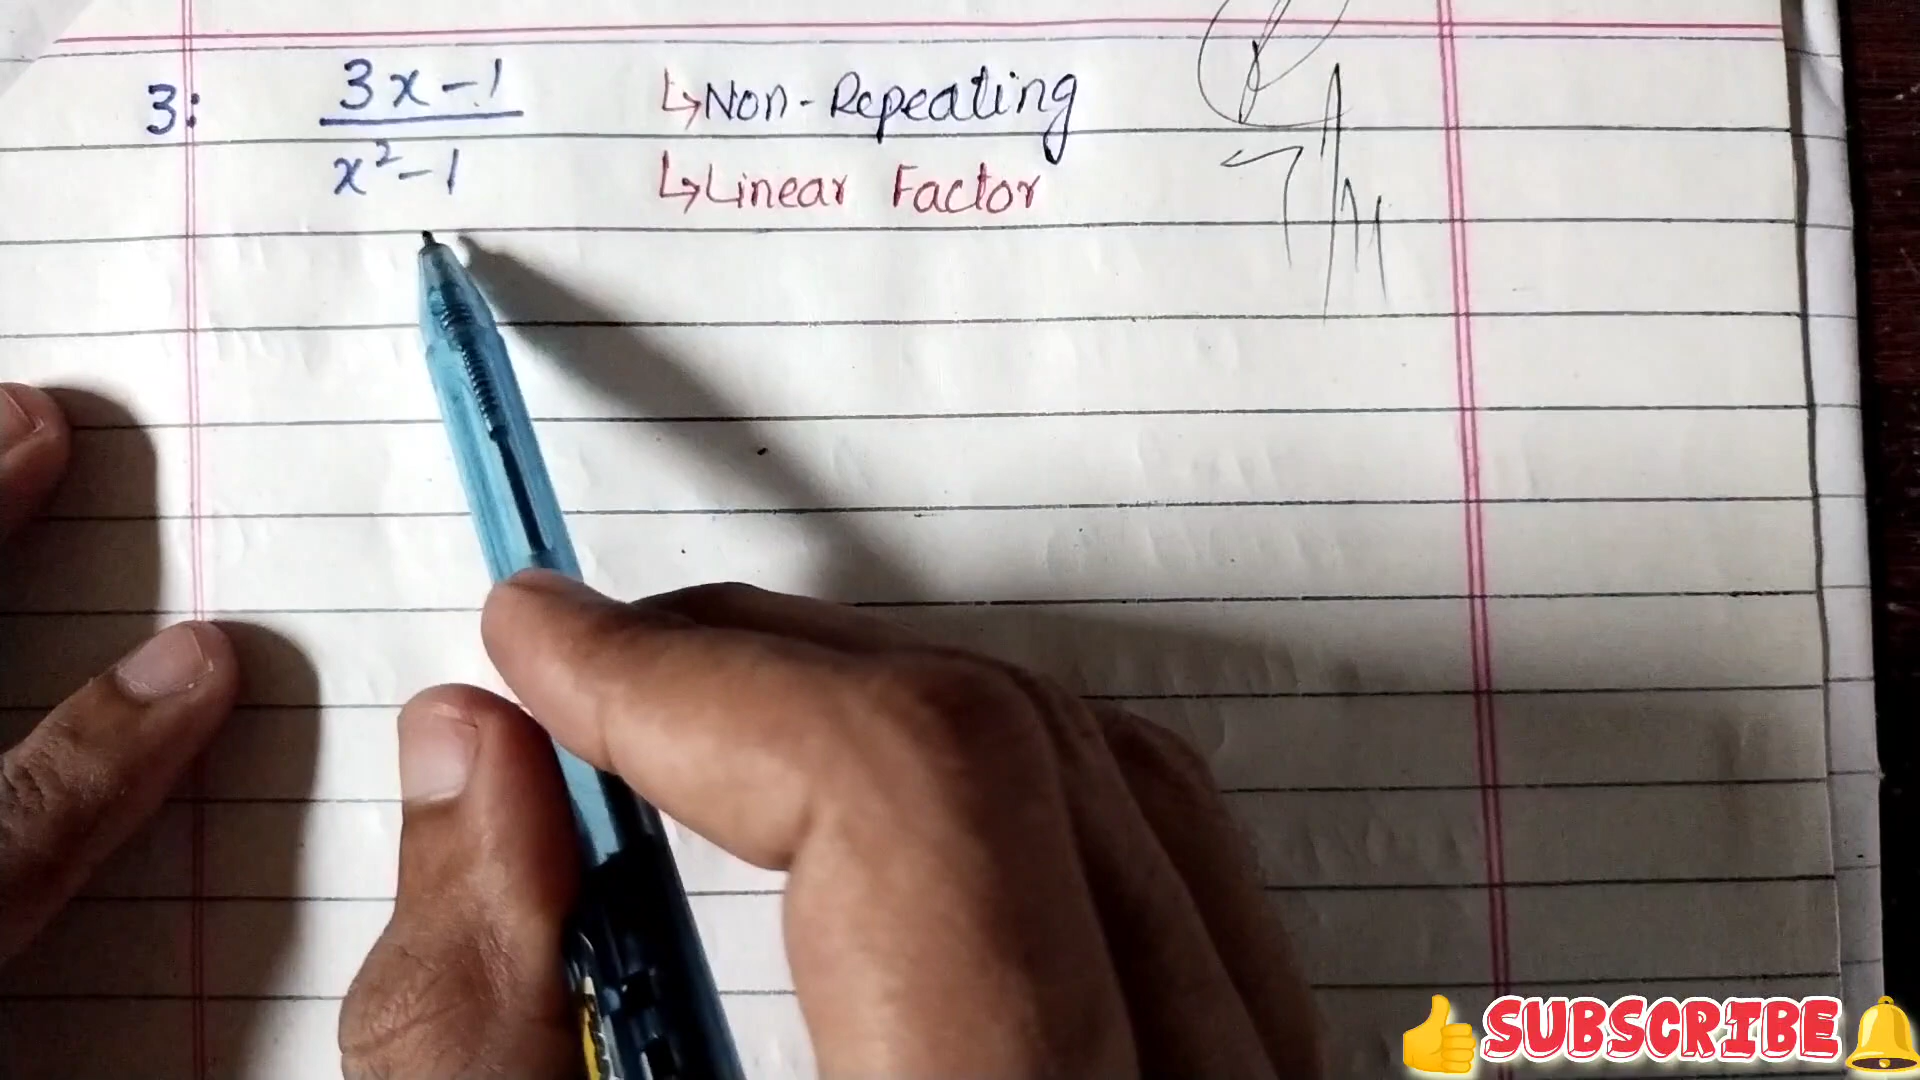 3: 3x-1 ↳Non-Repeating
x²-1 ↳Linear Factor
SUBSCRIBE